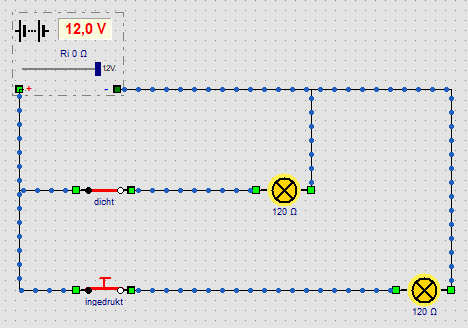 12,0 V
Ri 0 Ω
12V
+ -
dicht
120 Ω
ingedrukt
120 Ω